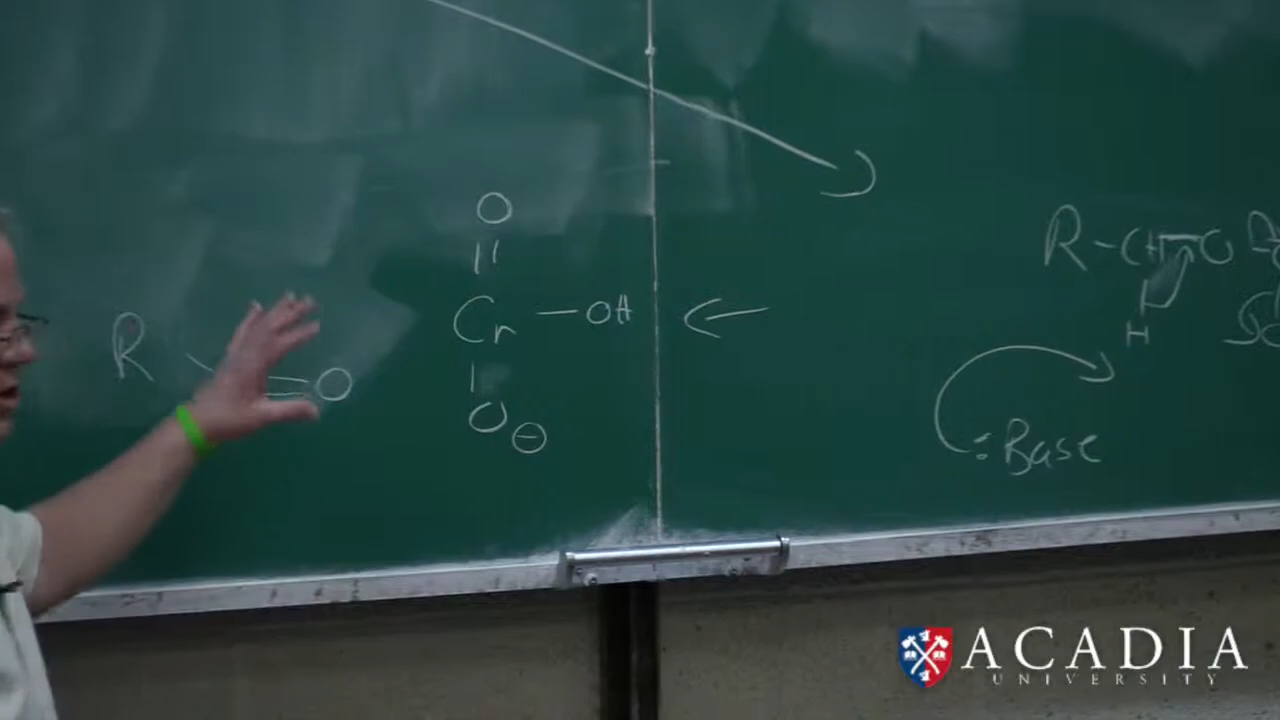 O
R-CH-O
Cr-OH
R
=O
H
O⊖
:Base
ACADIA
UNIVERSITY